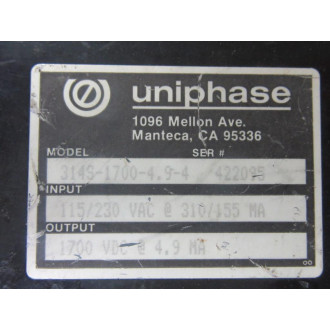 uniphase
1096 Mellon Ave.
Manteca, CA 95336
MODEL SER #
314S-1700-4.9-4 422095
INPUT
115/230 VAC @ 310/155 MA
OUTPUT
1700 VDC @ 4.9 MA